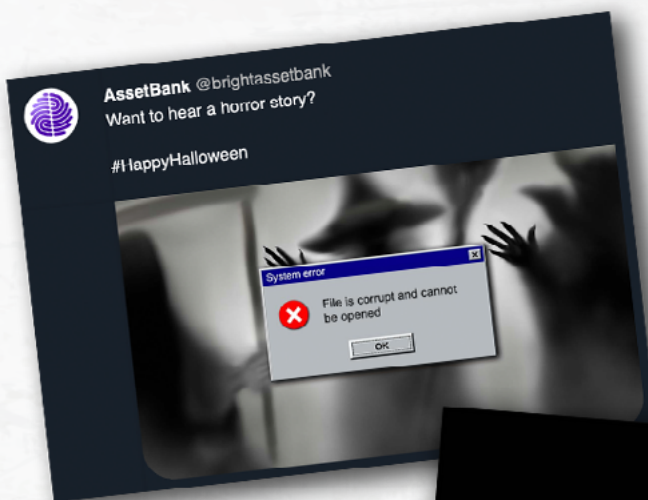 AssetBank @brightassetbank
Want to hear a horror story?
#HappyHalloween
System error
File is corrupt and cannot
be opened
OK